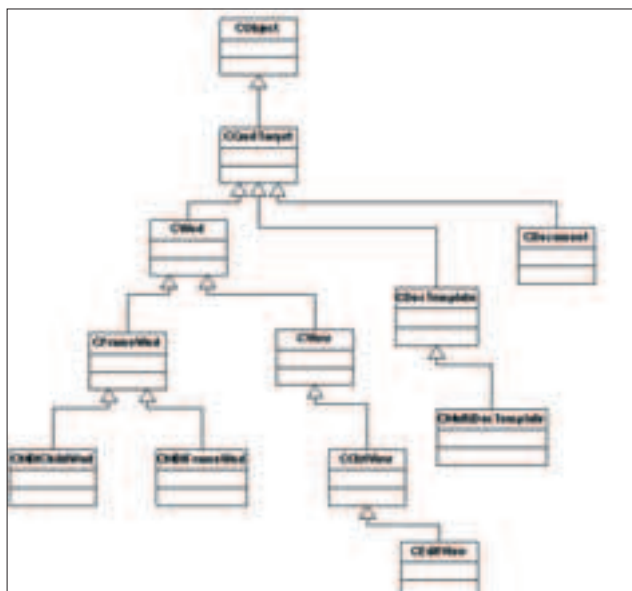 CObject
CCmdTarget
CWnd
CDocument
CDocTemplate
CFrameWnd
CView
CMultiDocTemplate
CMDIChildWnd
CMDIFrameWnd
CCtrlView
CEditView